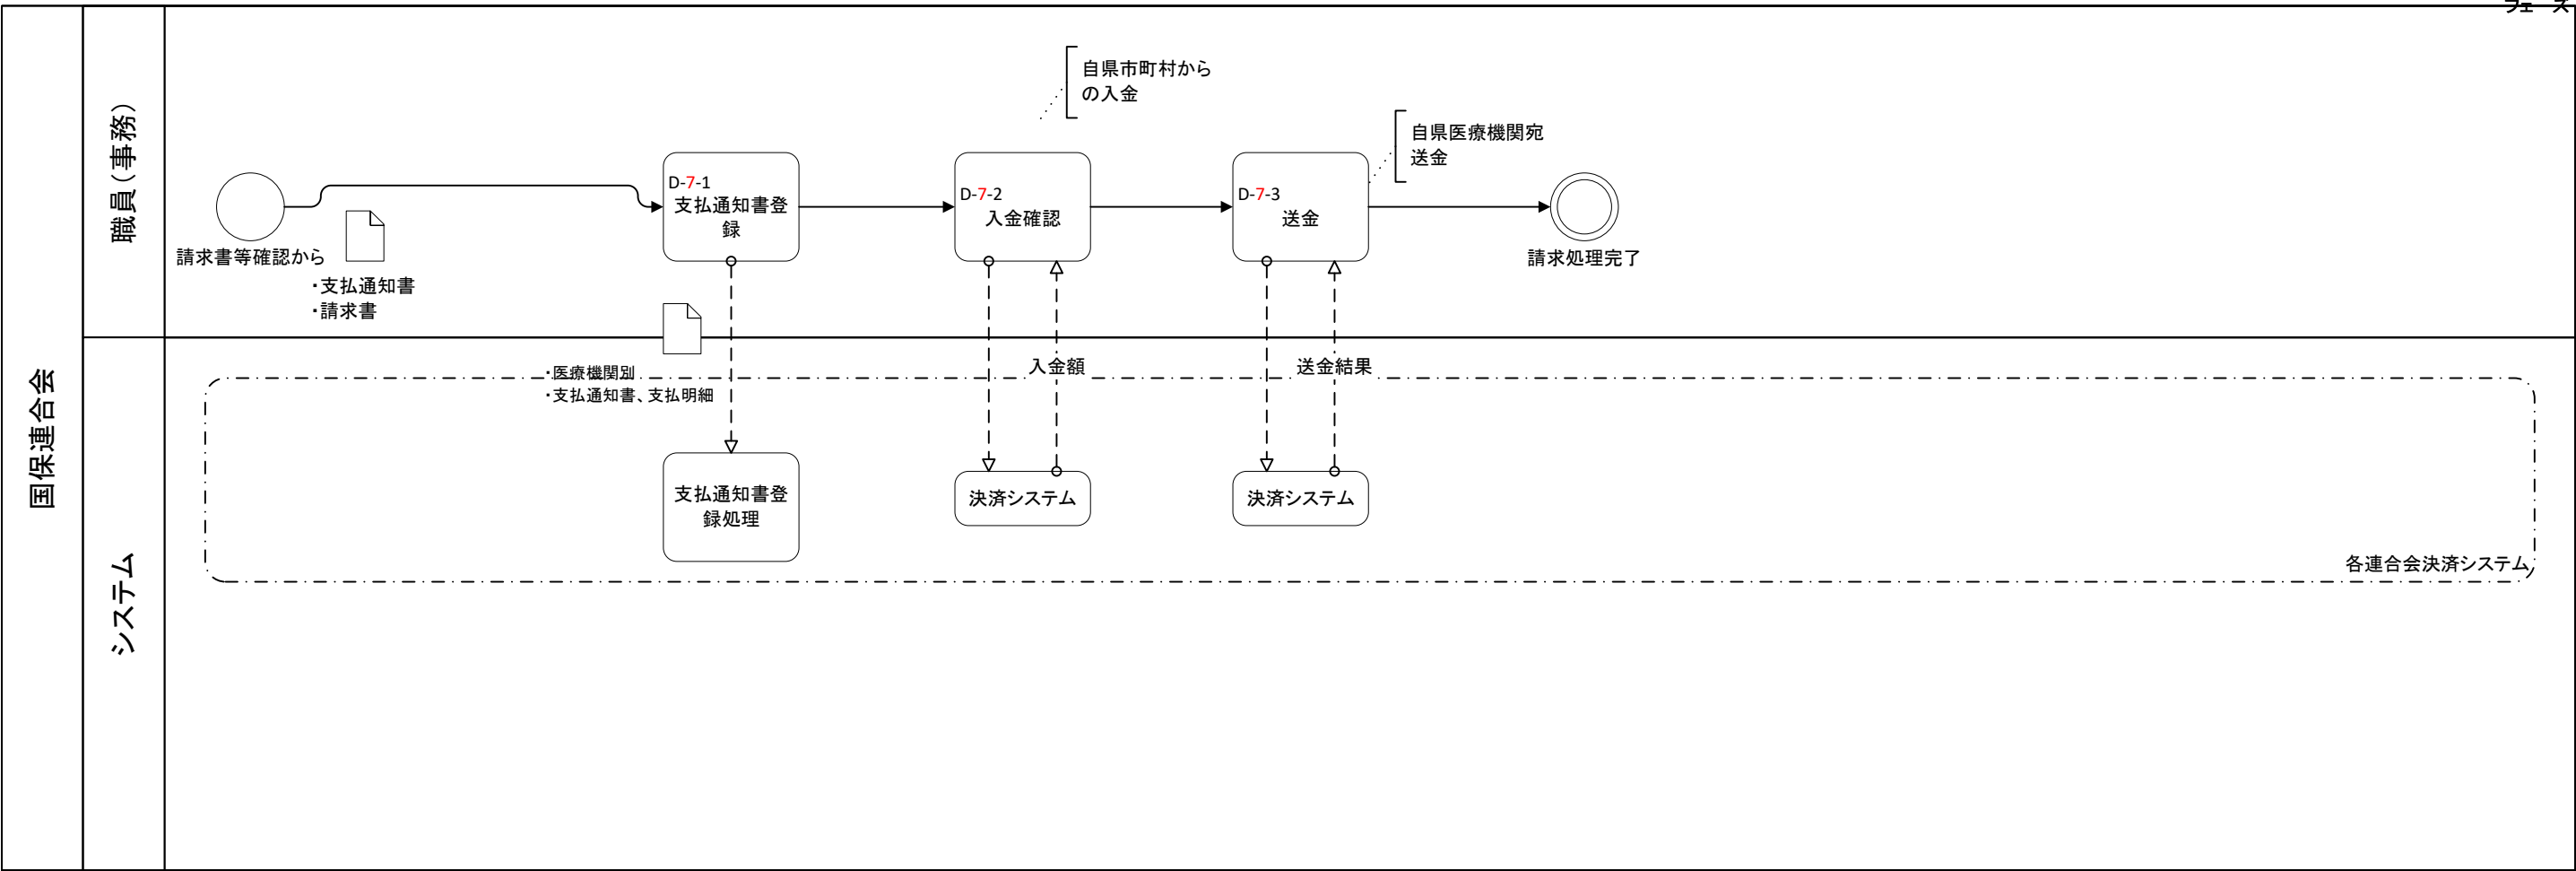 フェーズ
国保連合会
職員（事務）
自県市町村から
の入金
自県医療機関宛
送金
D-7-1
支払通知書登
録
D-7-2
入金確認
D-7-3
送金
請求書等確認から
請求処理完了
・支払通知書
・請求書
システム
・医療機関別
・支払通知書、支払明細
入金額
送金結果
支払通知書登
録処理
決済システム
決済システム
各連合会決済システム